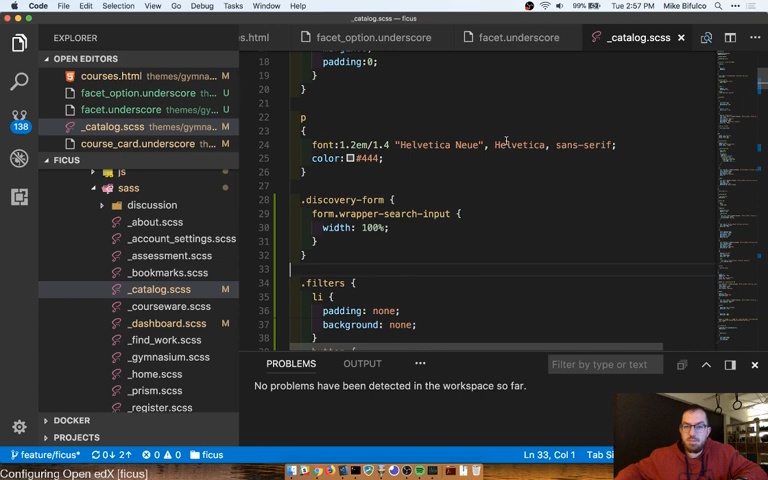 Code File Edit Selection View Go Debug Tasks Window Help 99% Tue 2:57 PM Mike Bifulco
_catalog.scss — ficus
EXPLORER
s.html facet_option.underscore facet.underscore _catalog.scss
OPEN EDITORS
courses.html themes/gymna... M
facet_option.underscore U
facet.underscore themes/gy... U
_catalog.scss themes/gymna... M
course_card.underscore M
FICUS
js
sass
discussion
_about.scss
_account_settings.scss
_assessment.scss
_bookmarks.scss
_catalog.scss M
_courseware.scss
_dashboard.scss M
_find_work.scss
_gymnasium.scss
_home.scss
_prism.scss
_register.scss
DOCKER
PROJECTS
138
18 padding:0;
19 }
20 }
21
22 p
23 {
24 font:1.2em/1.4 "Helvetica Neue", Helvetica, sans-serif;
25 color:#444;
26 }
27
28 .discovery-form {
29 form.wrapper-search-input {
30 width: 100%;
31 }
32 }
33
34 .filters {
35 li {
36 padding: none;
37 background: none;
38 }
PROBLEMS OUTPUT ••• Filter by type or text
No problems have been detected in the workspace so far.
feature/ficus* 0↓ 2↑ 0 0 ficus Ln 33, Col 1 Tab Si
Configuring Open edX [ficus]